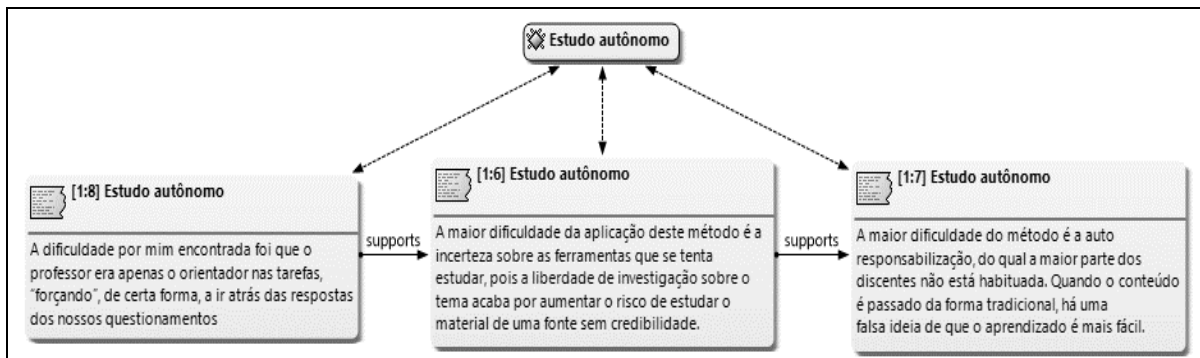 Estudo autônomo
[1:8] Estudo autônomo
A dificuldade por mim encontrada foi que o
professor era apenas o orientador nas tarefas,
"forçando", de certa forma, a ir atrás das respostas
dos nossos questionamentos
supports
[1:6] Estudo autônomo
A maior dificuldade da aplicação deste método é a
incerteza sobre as ferramentas que se tenta
estudar, pois a liberdade de investigação sobre o
tema acaba por aumentar o risco de estudar o
material de uma fonte sem credibilidade.
supports
[1:7] Estudo autônomo
A maior dificuldade do método é a auto
responsabilização, do qual a maior parte dos
discentes não está habituada. Quando o conteúdo
é passado da forma tradicional, há uma
falsa ideia de que o aprendizado é mais fácil.